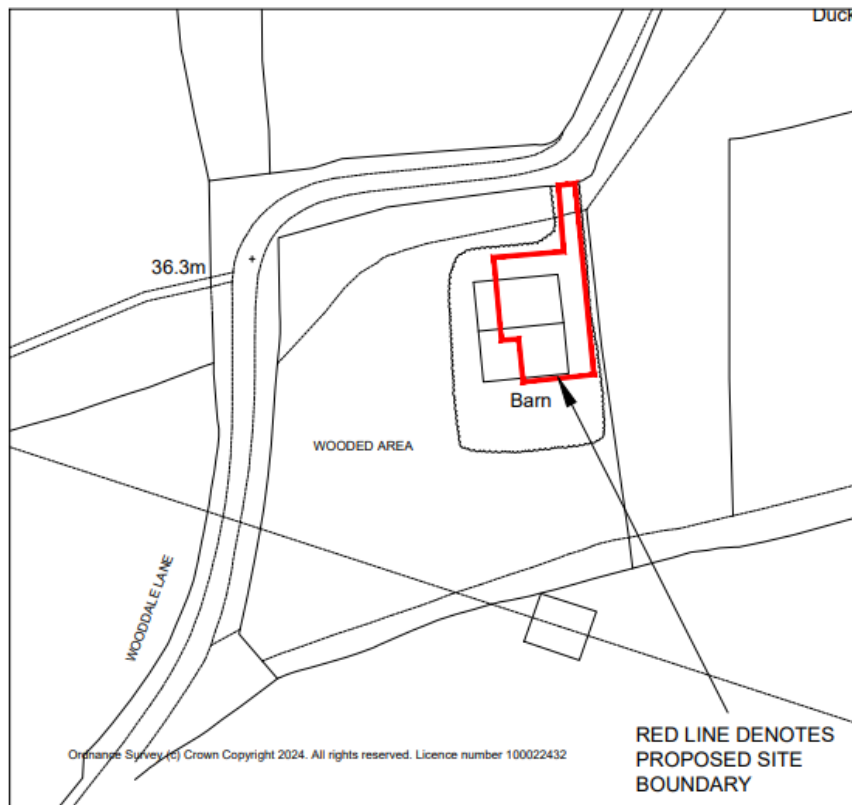 Duck
36.3m
Barn
WOODED AREA
WOODDALE LANE
RED LINE DENOTES
PROPOSED SITE
BOUNDARY
Ordnance Survey (c) Crown Copyright 2024. All rights reserved. Licence number 100022432